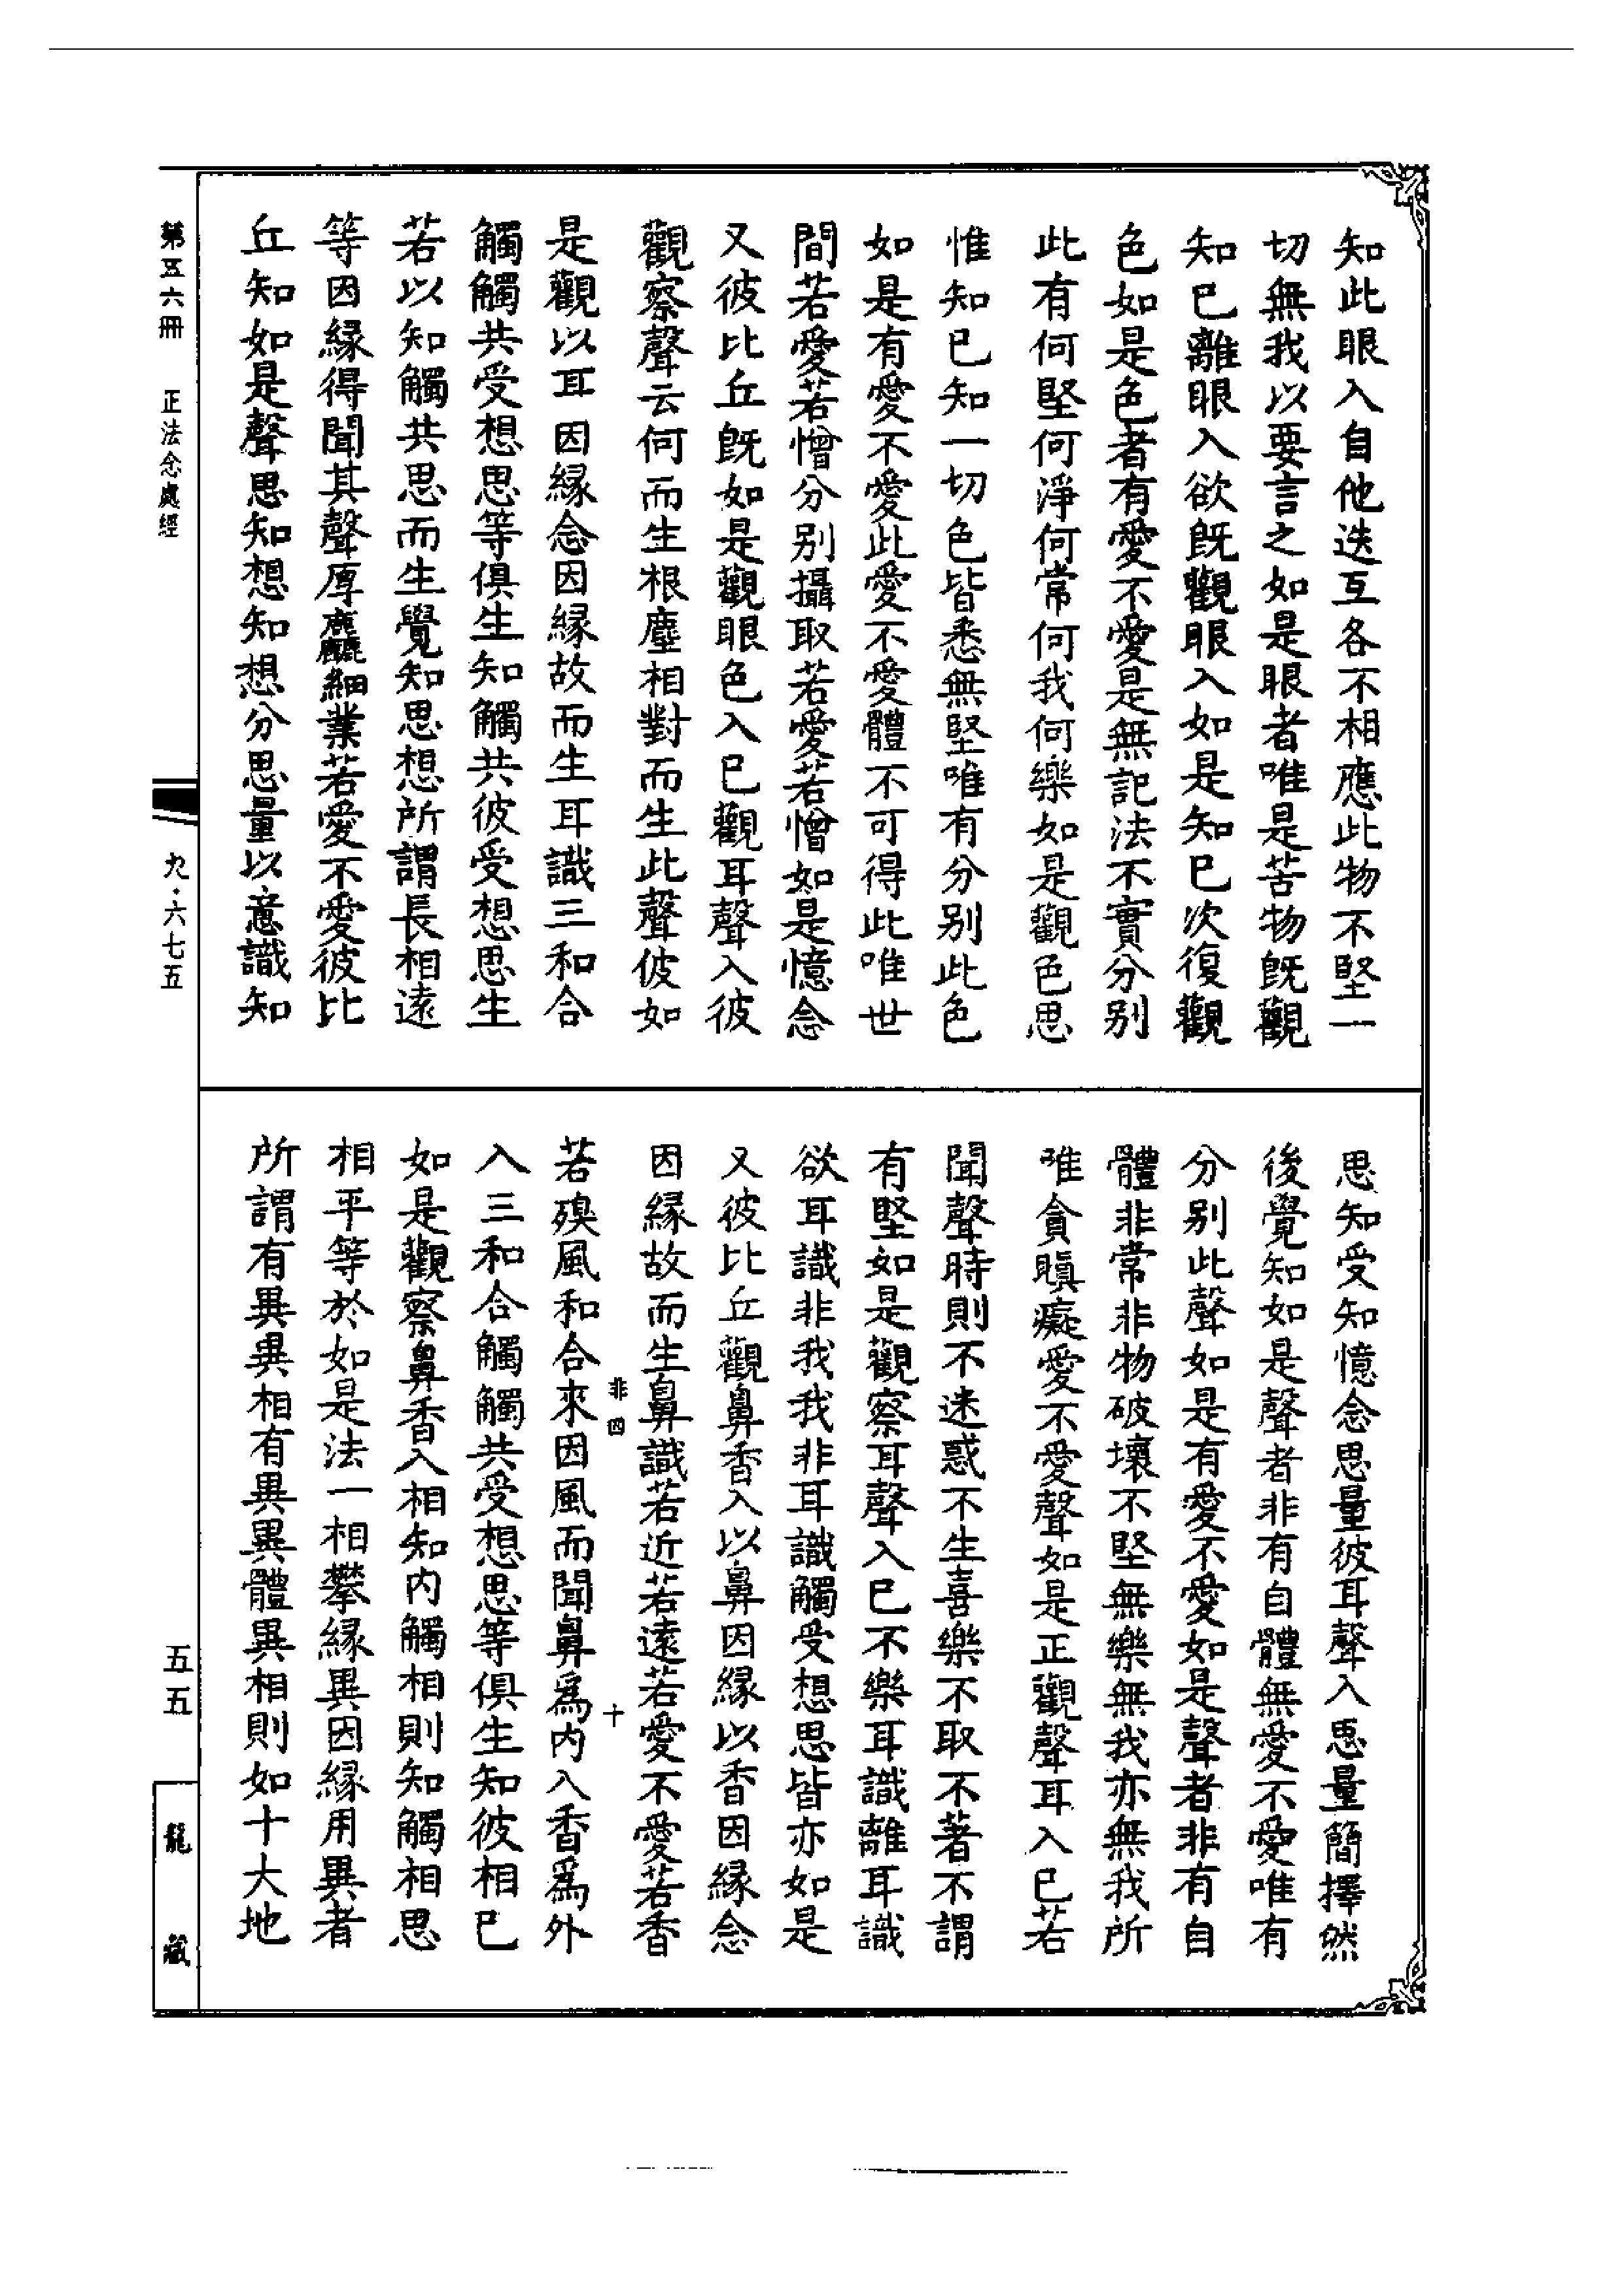 知此眼入自他迭互各不相應此物不堅一
切無我以要言之如是眼者唯是苦物旣觀
知已離眼入欲旣觀眼入如是知已次復觀
色如是色者有愛不愛是無記法不實分別
此有何堅何淨何常何我何樂如是觀色思
惟知已知一切色皆悉無堅唯有分別此色
如是有愛不愛此愛不愛體不可得此唯世
間若愛若憎分別攝取若愛若憎如是憶念
又彼比丘旣如是觀眼色入已觀耳聲入彼
觀察聲云何而生根塵相對而生此聲彼如
是觀以耳因緣念因緣故而生耳識三和合
觸觸共受想思等俱生知觸共彼受想思生
若以知觸共思而生覺知思想所謂長相遠
等因緣得聞其聲厚麤細業若愛不愛彼比
丘知如是聲思知想知想分思量以意識知
思知受知憶念思量彼耳聲入思量簡擇然
後覺知如是聲者非有自體無愛不愛唯有
分別此聲如是有愛不愛如是聲者非有自
體非常非物破壞不堅無樂無我亦無我所
唯貪瞋癡愛不愛聲如是正觀聲耳入已若
聞聲時則不迷惑不生喜樂不取不著不謂
有堅如是觀察耳聲入已不樂耳識離耳識
欲耳識非我我非耳識觸受想思皆亦如是
又彼比丘觀鼻香入以鼻因緣以香因緣念
因緣故而生鼻識若近若遠若愛不愛若香
非四
十
若殠風和合來因風而聞鼻爲內入香爲外
入三和合觸觸共受想思等俱生知彼相已
如是觀察鼻香入相知內觸相則知觸相思
相平等於如是法一相攀緣異因緣用異者
所謂有異異相有異異體異相則如十大地
第五六冊　正法念處經
九·六七五
五五
龍藏